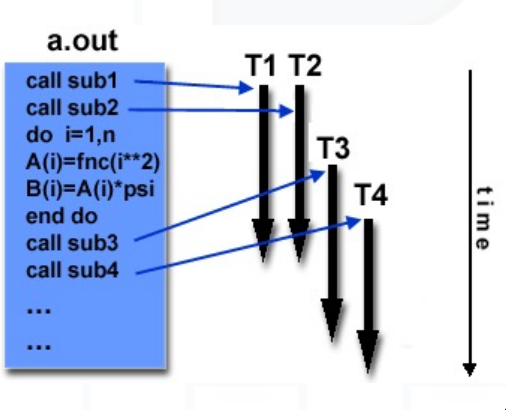 a.out
call sub1
call sub2
do i=1,n
A(i)=fnc(i**2)
B(i)=A(i)*psi
end do
call sub3
call sub4
...
...
T1 T2
T3
T4
time